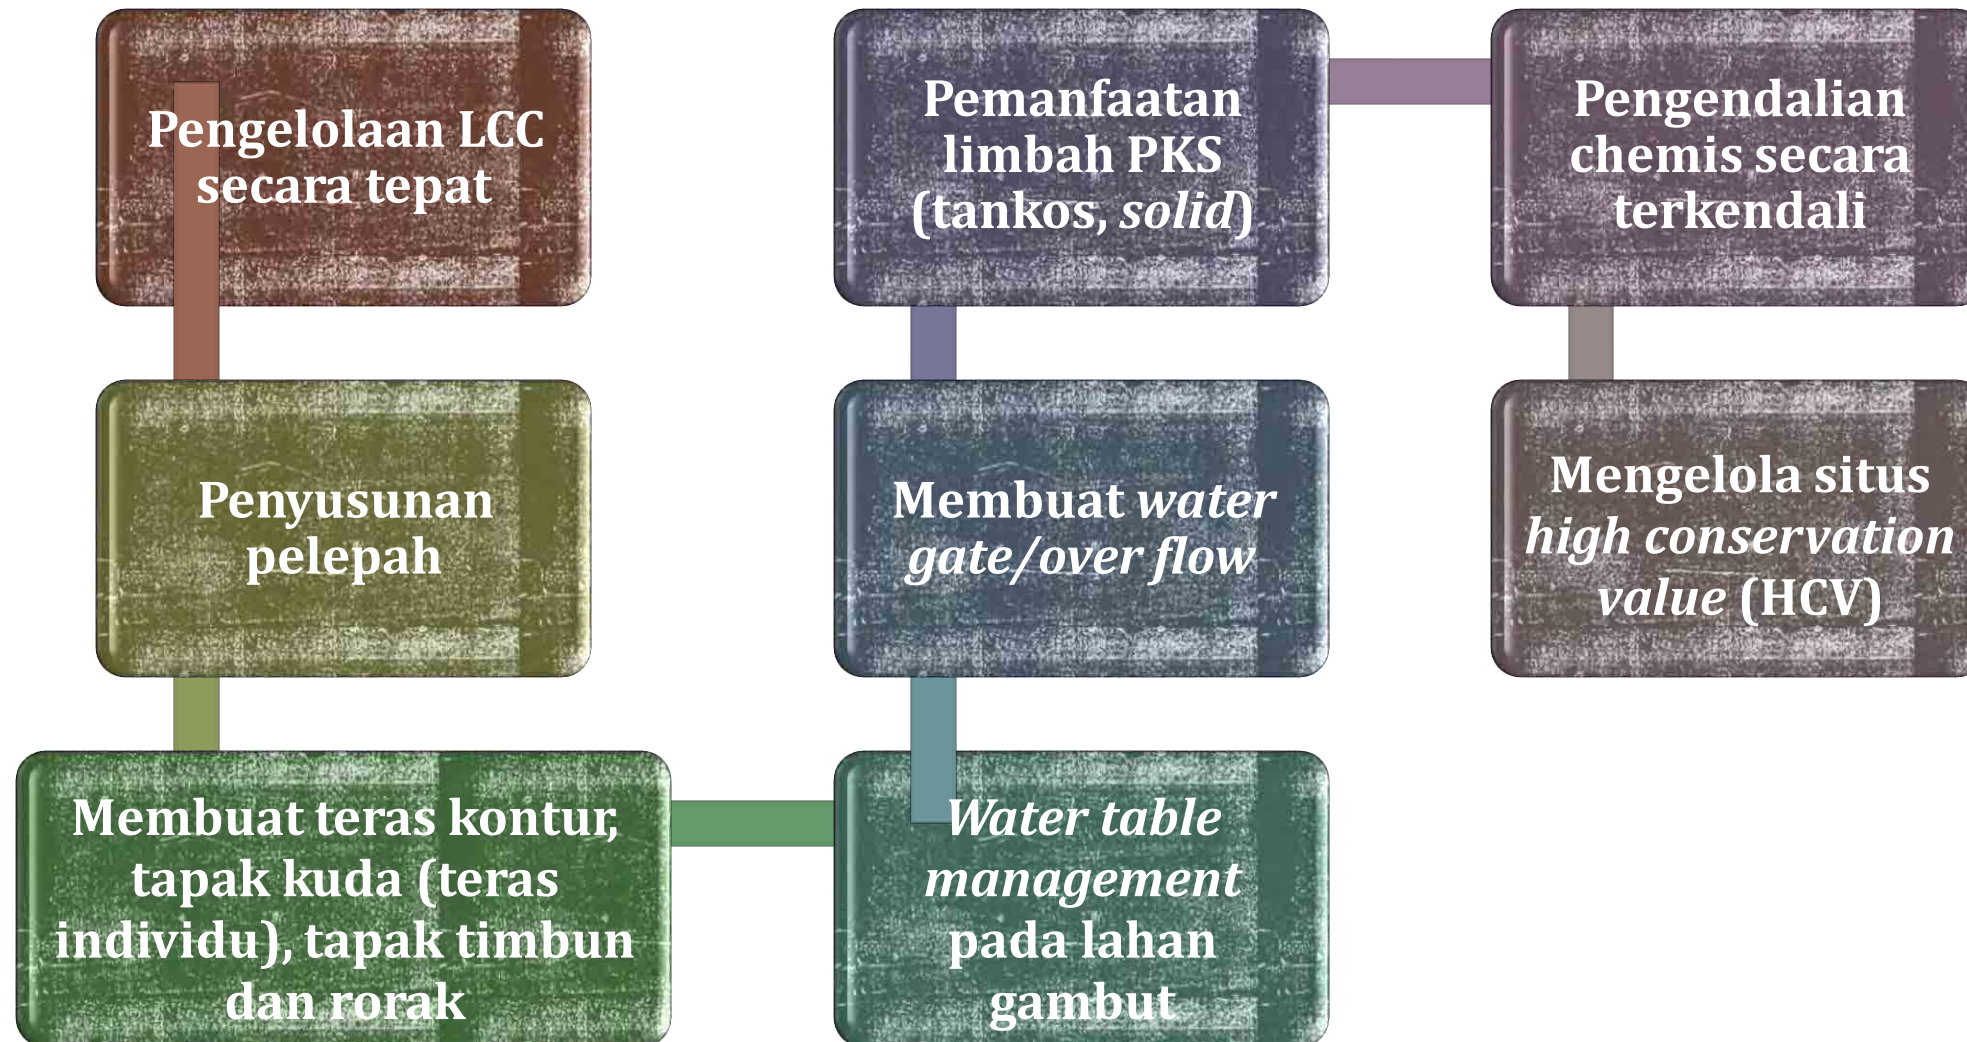 Pengelolaan LCC
secara tepat
Penyusunan
pelepah
Membuat teras kontur,
tapak kuda (teras
individu), tapak timbun
dan rorak
Water table
management
pada lahan
gambut
Membuat water
gate/over flow
Pemanfaatan
limbah PKS
(tankos, solid)
Pengendalian
chemis secara
terkendali
Mengelola situs
high conservation
value (HCV)